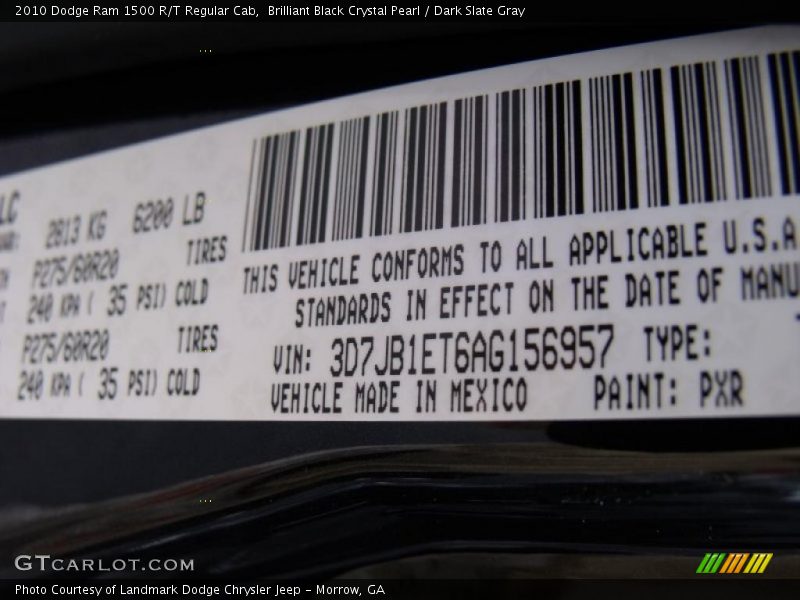 2010 Dodge Ram 1500 R/T Regular Cab,  Brilliant Black Crystal Pearl / Dark Slate Gray
2813 KG 6200 LB
P275/60R20 TIRES
240 KPA ( 35 PSI) COLD
P275/60R20 TIRES
240 KPA ( 35 PSI) COLD
THIS VEHICLE CONFORMS TO ALL APPLICABLE U.S.A
STANDARDS IN EFFECT ON THE DATE OF MANU
VIN: 3D7JB1ET6AG156957 TYPE:
VEHICLE MADE IN MEXICO PAINT: PXR
GTCARLOT.COM
Photo Courtesy of Landmark Dodge Chrysler Jeep - Morrow, GA